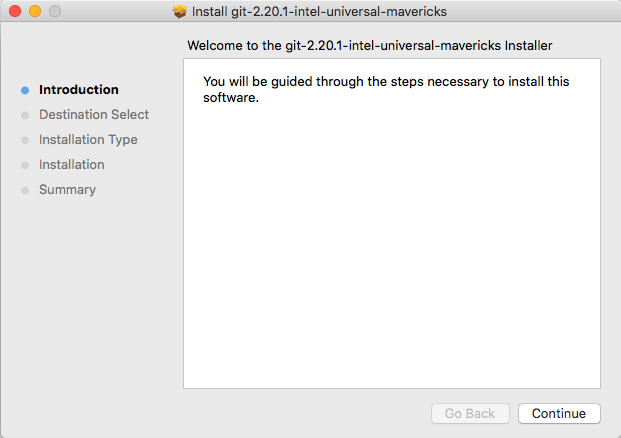 Install git-2.20.1-intel-universal-mavericks
Welcome to the git-2.20.1-intel-universal-mavericks Installer
Introduction
Destination Select
Installation Type
Installation
Summary
You will be guided through the steps necessary to install this
software.
Go Back
Continue